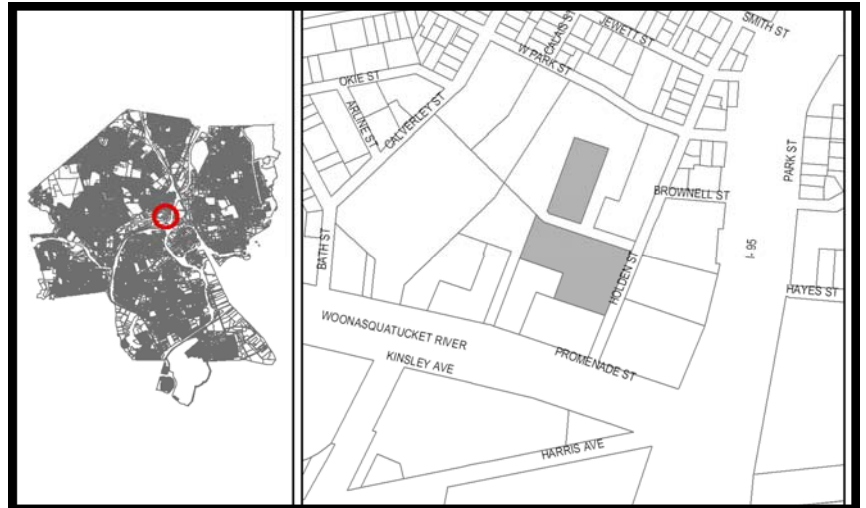 SMITH ST
CALAIS ST
JEWETT ST
W PARK ST
OKIE ST
ARLINE ST
CALVERLEY ST
PARK ST
BROWNELL ST
BATH ST
I- 95
HOLDEN ST
HAYES ST
WOONASQUATUCKET RIVER
PROMENADE ST
KINSLEY AVE
HARRIS AVE